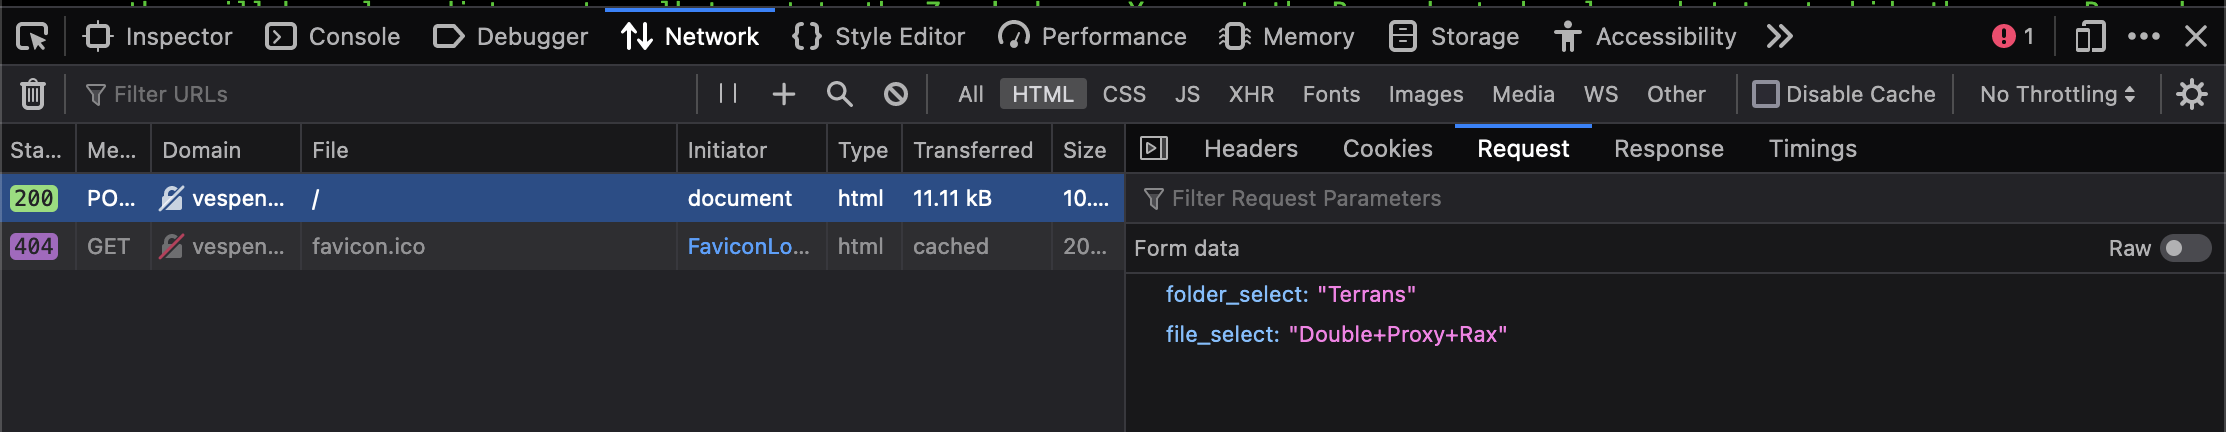 Inspector Console Debugger Network Style Editor Performance Memory Storage Accessibility 1
Filter URLs All HTML CSS JS XHR Fonts Images Media WS Other Disable Cache No Throttling
Sta... Me... Domain File Initiator Type Transferred Size Headers Cookies Request Response Timings
200 PO... vespen... / document html 11.11 kB 10.... Filter Request Parameters
404 GET vespen... favicon.ico FaviconLo... html cached 20... Form data Raw
folder_select: "Terrans"
file_select: "Double+Proxy+Rax"